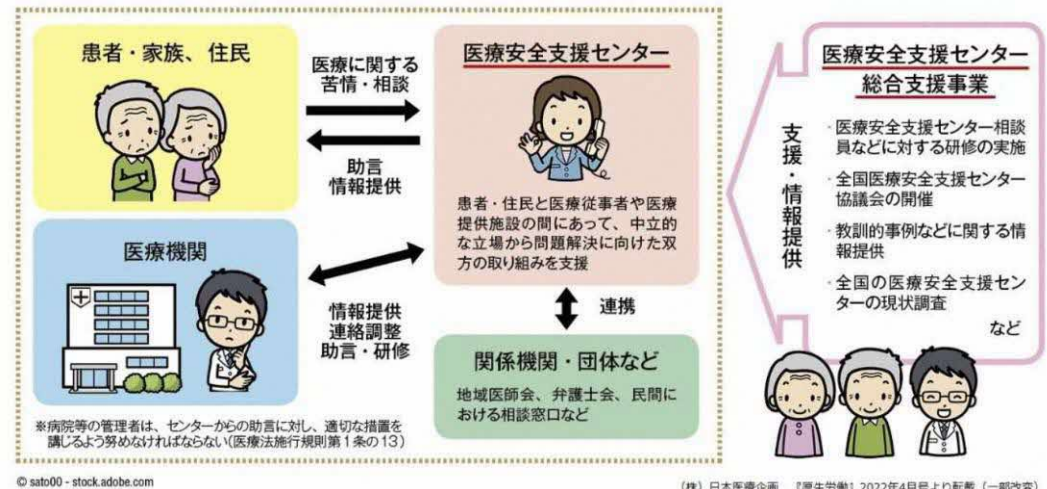 患者・家族、住民
医療に関する
苦情・相談
助言
情報提供
医療安全支援センター
患者・住民と医療従事者や医療
提供施設の間にあって、中立的
な立場から問題解決に向けた双
方の取り組みを支援
医療機関
情報提供
連絡調整
助言・研修
連携
関係機関・団体など
地域医師会、弁護士会、民間に
おける相談窓口など
※病院等の管理者は、センターからの助言に対し、適切な措置を
講じるよう努めなければならない（医療法施行規則第1条の13）
医療安全支援センター
総合支援事業
支援・情報提供
・医療安全支援センター相談
員などに対する研修の実施
・全国医療安全支援センター
協議会の開催
・教訓的事例などに関する情
報提供
・全国の医療安全支援セン
ターの現状調査
など
© sato00 - stock.adobe.com
（株）日本医療企画 『厚生労働』2022年4月号より転載（一部改変）